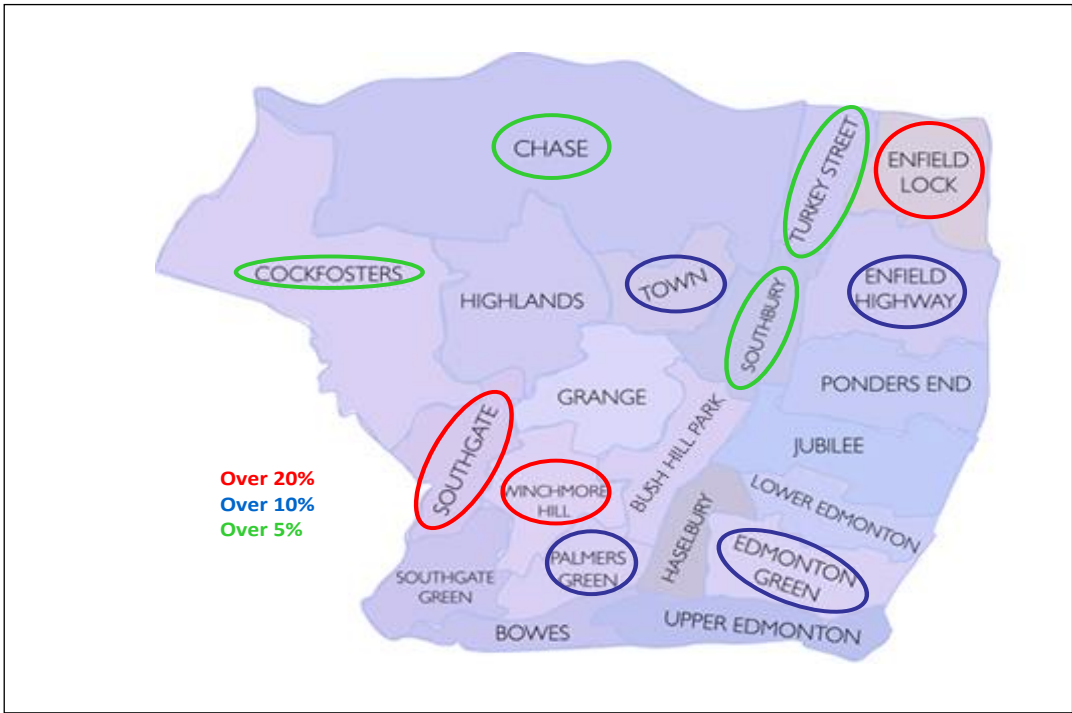 CHASE
TURKEY STREET
ENFIELD
LOCK
COCKFOSTERS
HIGHLANDS
TOWN
SOUTHBURY
ENFIELD
HIGHWAY
GRANGE
PONDERS END
SOUTHGATE
WINCHMORE
HILL
BUSH HILL PARK
JUBILEE
Over 20%
Over 10%
Over 5%
LOWER EDMONTON
HASELBURY
EDMONTON
GREEN
PALMERS
GREEN
SOUTHGATE
GREEN
BOWES
UPPER EDMONTON